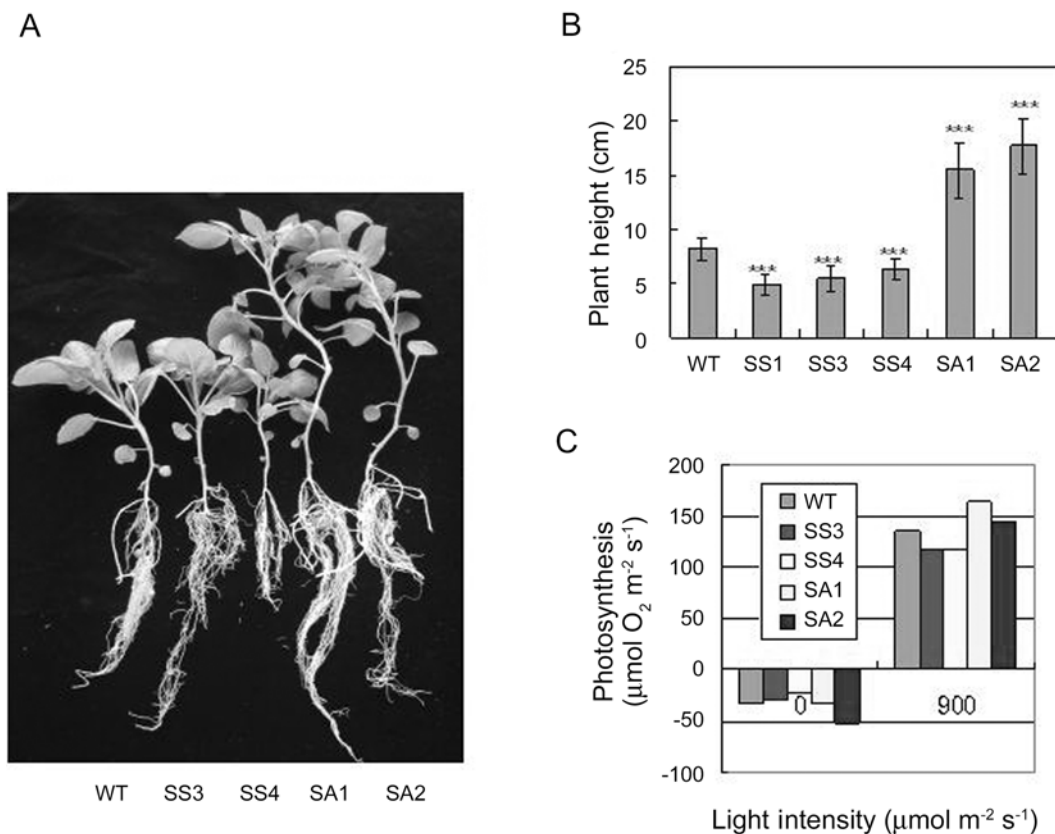 A
WT SS3 SS4 SA1 SA2
B
Plant height (cm)
25
20
15
10
5
0
***
***
***
***
***
WT SS1 SS3 SS4 SA1 SA2
C
Photosynthesis
(μmol O₂ m⁻² s⁻¹)
200
150
100
50
0
-50
-100
WT
SS3
SS4
SA1
SA2
0 900
Light intensity (μmol m⁻² s⁻¹)